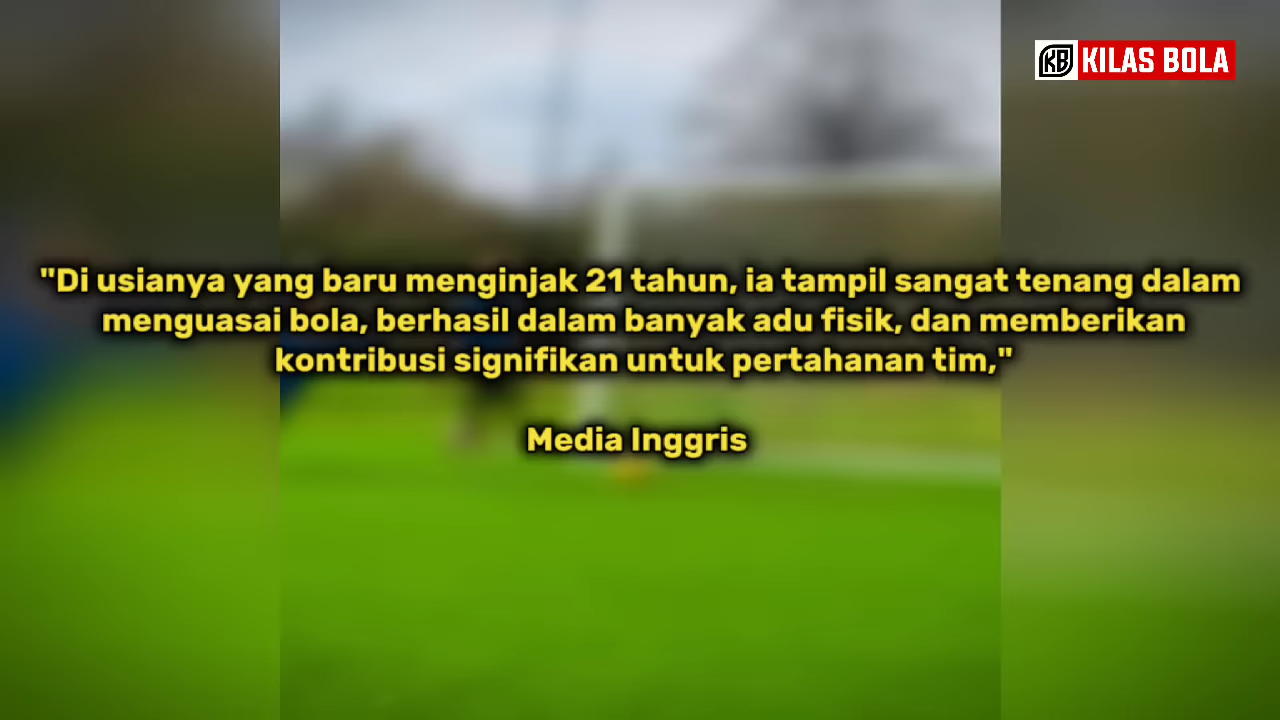 KB KILAS BOLA
"Di usianya yang baru menginjak 21 tahun, ia tampil sangat tenang dalam
menguasai bola, berhasil dalam banyak adu fisik, dan memberikan
kontribusi signifikan untuk pertahanan tim,"
Media Inggris